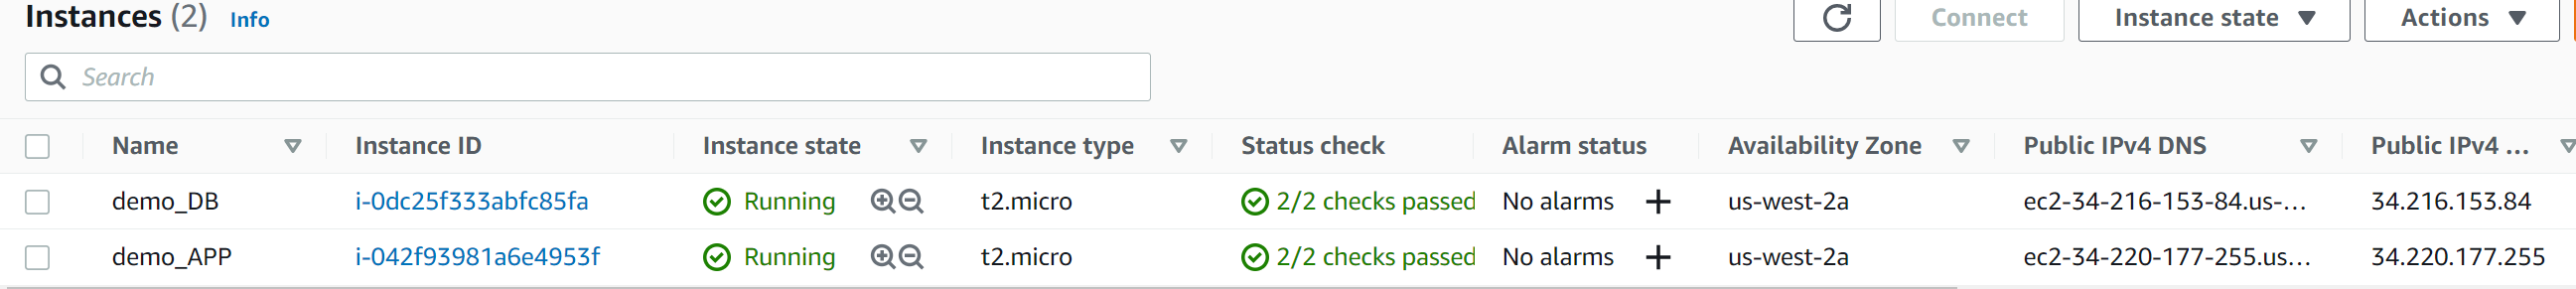 Instances (2) Info Connect Instance state Actions
Search
Name Instance ID Instance state Instance type Status check Alarm status Availability Zone Public IPv4 DNS Public IPv4 ...
demo_DB i-0dc25f333abfc85fa Running t2.micro 2/2 checks passed No alarms + us-west-2a ec2-34-216-153-84.us-... 34.216.153.84
demo_APP i-042f93981a6e4953f Running t2.micro 2/2 checks passed No alarms + us-west-2a ec2-34-220-177-255.us... 34.220.177.255